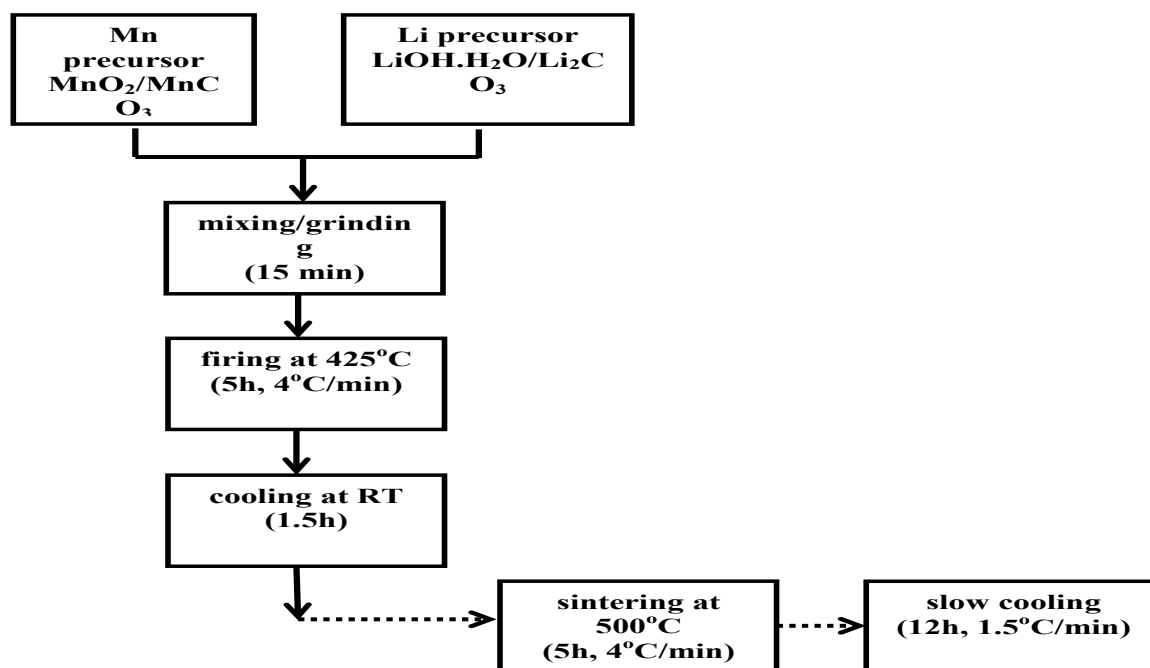 Mn
precursor
MnO₂/MnC
O₃
Li precursor
LiOH.H₂O/Li₂C
O₃
mixing/grindin
g
(15 min)
firing at 425°C
(5h, 4°C/min)
cooling at RT
(1.5h)
sintering at
500°C
(5h, 4°C/min)
slow cooling
(12h, 1.5°C/min)